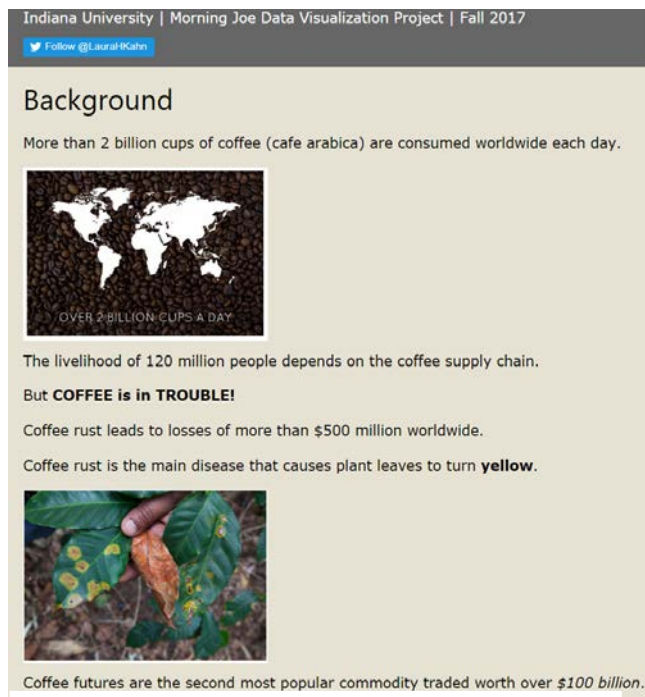 Indiana University | Morning Joe Data Visualization Project | Fall 2017
Follow @LauraHKahn
Background
More than 2 billion cups of coffee (cafe arabica) are consumed worldwide each day.
OVER 2 BILLION CUPS A DAY
The livelihood of 120 million people depends on the coffee supply chain.
But COFFEE is in TROUBLE!
Coffee rust leads to losses of more than $500 million worldwide.
Coffee rust is the main disease that causes plant leaves to turn yellow.
Coffee futures are the second most popular commodity traded worth over $100 billion.